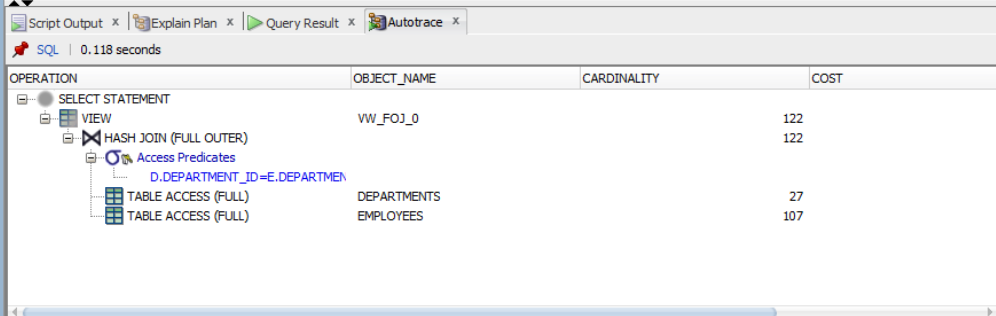 Script Output x Explain Plan x Query Result x Autotrace x
SQL | 0.118 seconds
OPERATION OBJECT_NAME CARDINALITY COST
SELECT STATEMENT
VIEW VW_FOJ_0 122
HASH JOIN (FULL OUTER) 122
Access Predicates
D.DEPARTMENT_ID=E.DEPARTMEN
TABLE ACCESS (FULL) DEPARTMENTS 27
TABLE ACCESS (FULL) EMPLOYEES 107